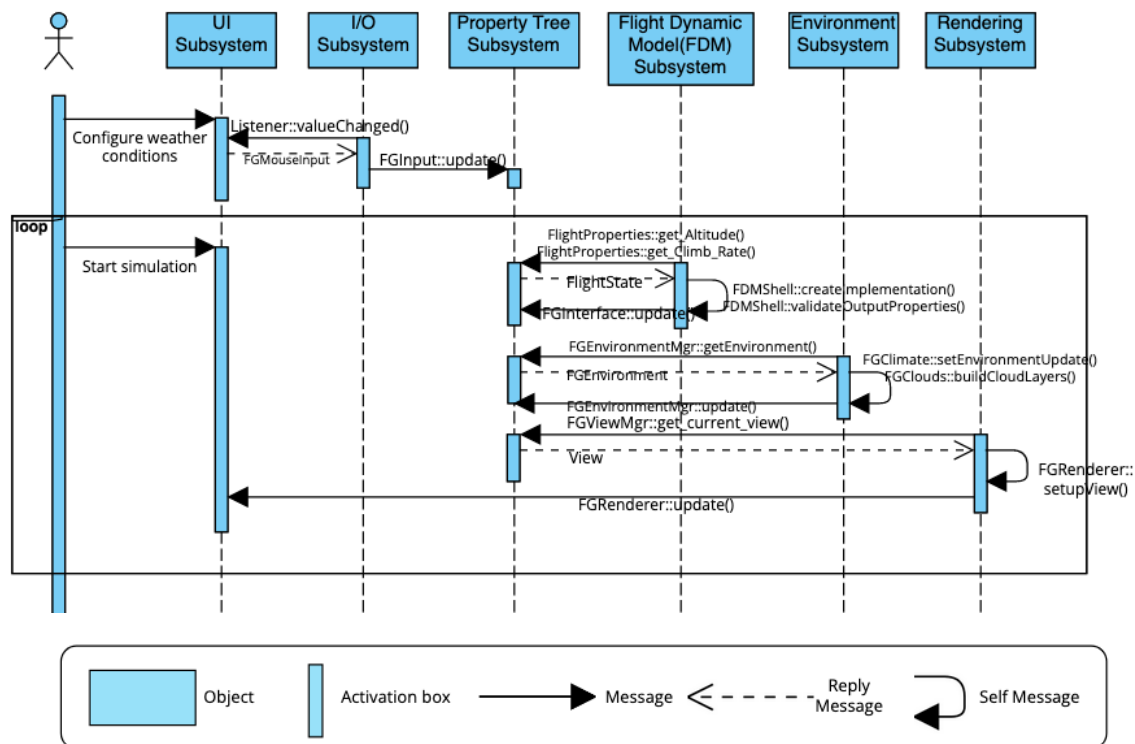 UI
Subsystem
I/O
Subsystem
Property Tree
Subsystem
Flight Dynamic
Model(FDM)
Subsystem
Environment
Subsystem
Rendering
Subsystem
Configure weather
conditions
Listener::valueChanged()
FGMouseInput
FGInput::update()
loop
Start simulation
FlightProperties::get_Altitude()
FlightProperties::get_Climb_Rate()
FlightState
FDMShell::createImplementation()
FDMShell::validateOutputProperties()
FGInterface::update()
FGEnvironmentMgr::getEnvironment()
FGClimate::setEnvironmentUpdate()
FGClouds::buildCloudLayers()
FGEnvironment
FGEnvironmentMgr::update()
FGViewMgr::get_current_view()
View
FGRenderer::
setupView()
FGRenderer::update()
Object
Activation box
Message
Reply
Message
Self Message